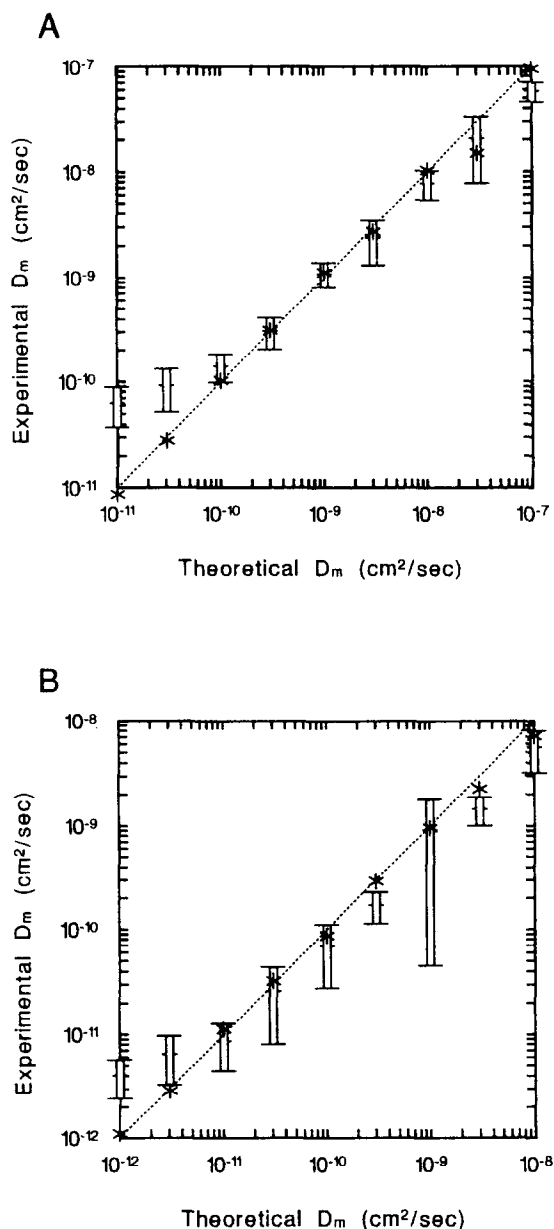 A
10⁻⁷
10⁻⁸
10⁻⁹
10⁻¹⁰
10⁻¹¹
Experimental Dₘ (cm²/sec)
10⁻¹¹ 10⁻¹⁰ 10⁻⁹ 10⁻⁸ 10⁻⁷
Theoretical Dₘ (cm²/sec)
B
10⁻⁸
10⁻⁹
10⁻¹⁰
10⁻¹¹
10⁻¹²
Experimental Dₘ (cm²/sec)
10⁻¹² 10⁻¹¹ 10⁻¹⁰ 10⁻⁹ 10⁻⁸
Theoretical Dₘ (cm²/sec)